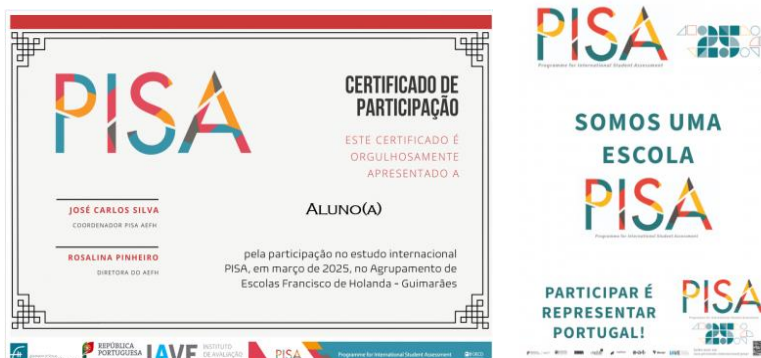 PISA
CERTIFICADO DE
PARTICIPAÇÃO
ESTE CERTIFICADO É
ORGULHOSAMENTE
APRESENTADO A
ALUNO(A)
JOSÉ CARLOS SILVA
COORDENADOR PISA AEFH
ROSALINA PINHEIRO
DIRETORA DO AEFH
pela participação no estudo internacional
PISA, em março de 2025, no Agrupamento de
Escolas Francisco de Holanda - Guimarães
REPÚBLICA
PORTUGUESA
IAVE
INSTITUTO
DE AVALIAÇÃO
PISA
Programme for International Student Assessment
PISA
Programme for International Student Assessment
25
SOMOS UMA
ESCOLA
PISA
Programme for International Student Assessment
PARTICIPAR É
REPRESENTAR
PORTUGAL!
PISA
25